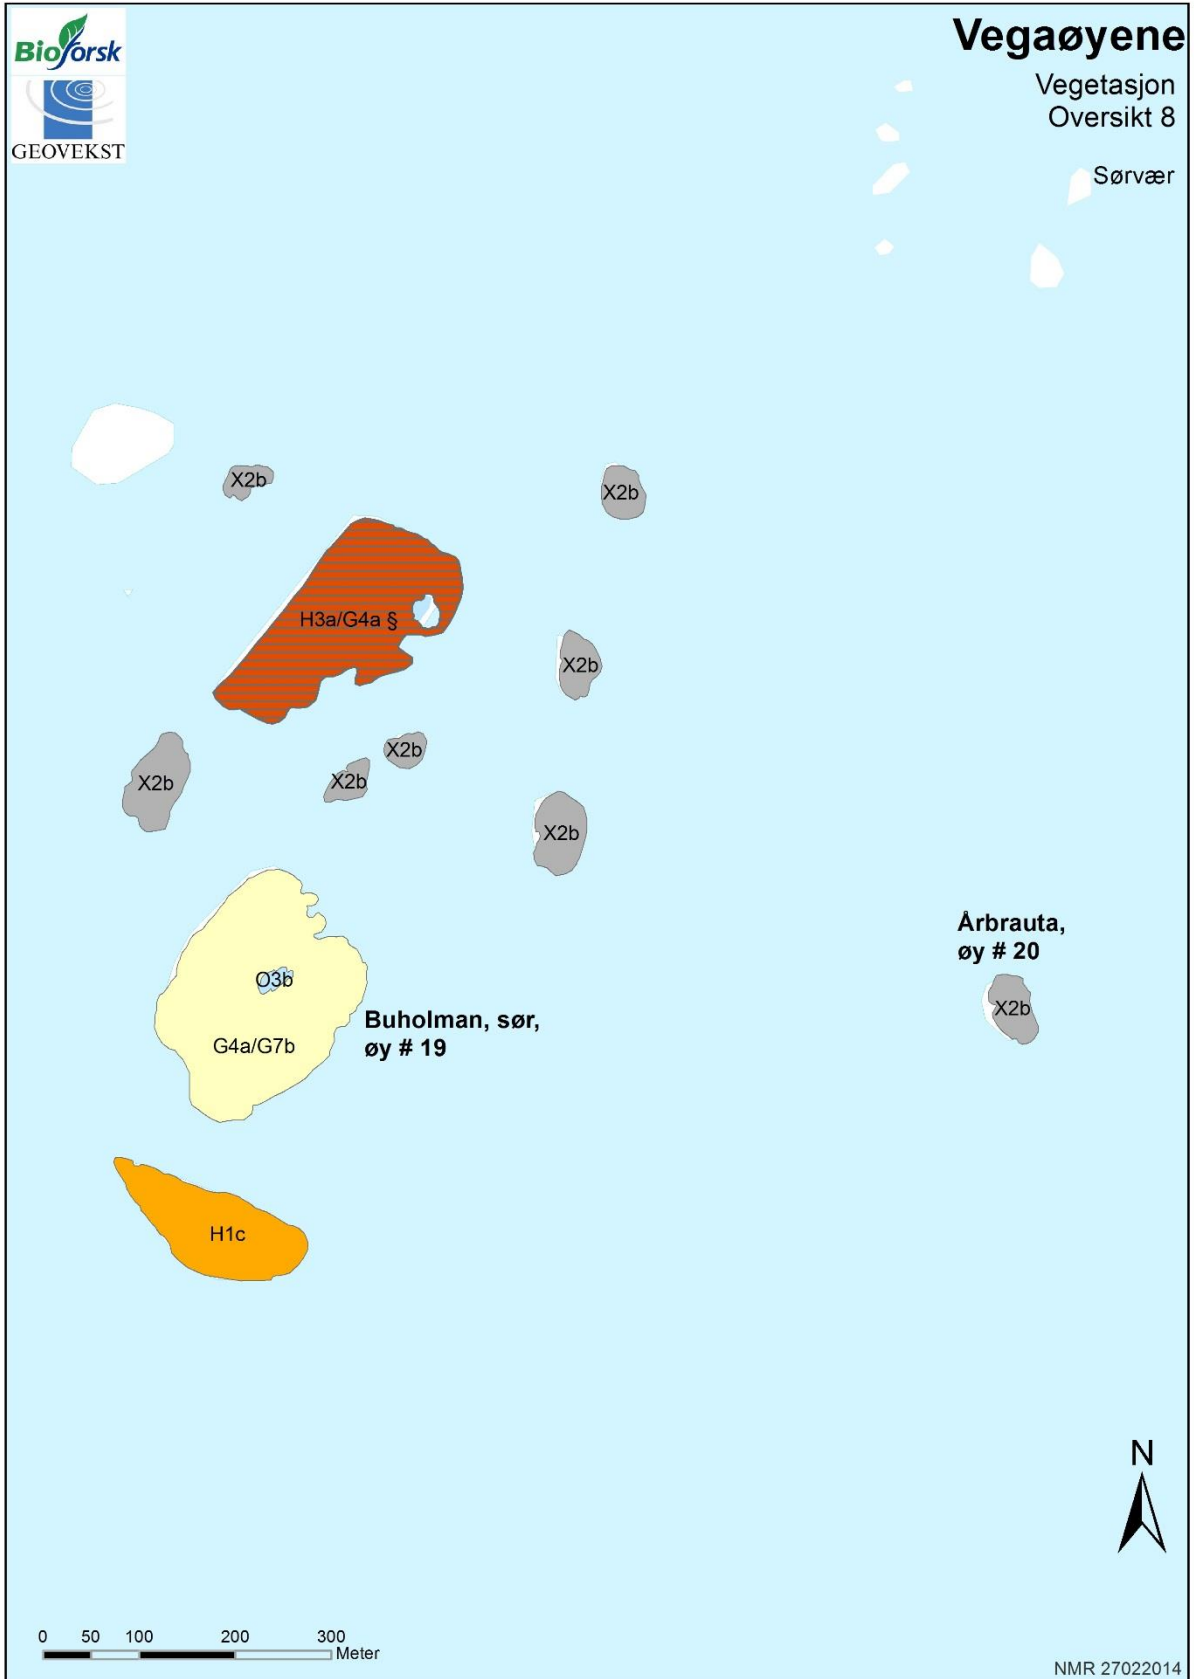 Bioforsk
GEOVEKST
Vegaøyene
Vegetasjon
Oversikt 8
Sørvær
X2b
X2b
H3a/G4a §
X2b
X2b
X2b
X2b
X2b
O3b
G4a/G7b
Buholman, sør,
øy # 19
Årbrauta,
øy # 20
X2b
H1c
N
0 50 100 200 300
Meter
NMR 27022014